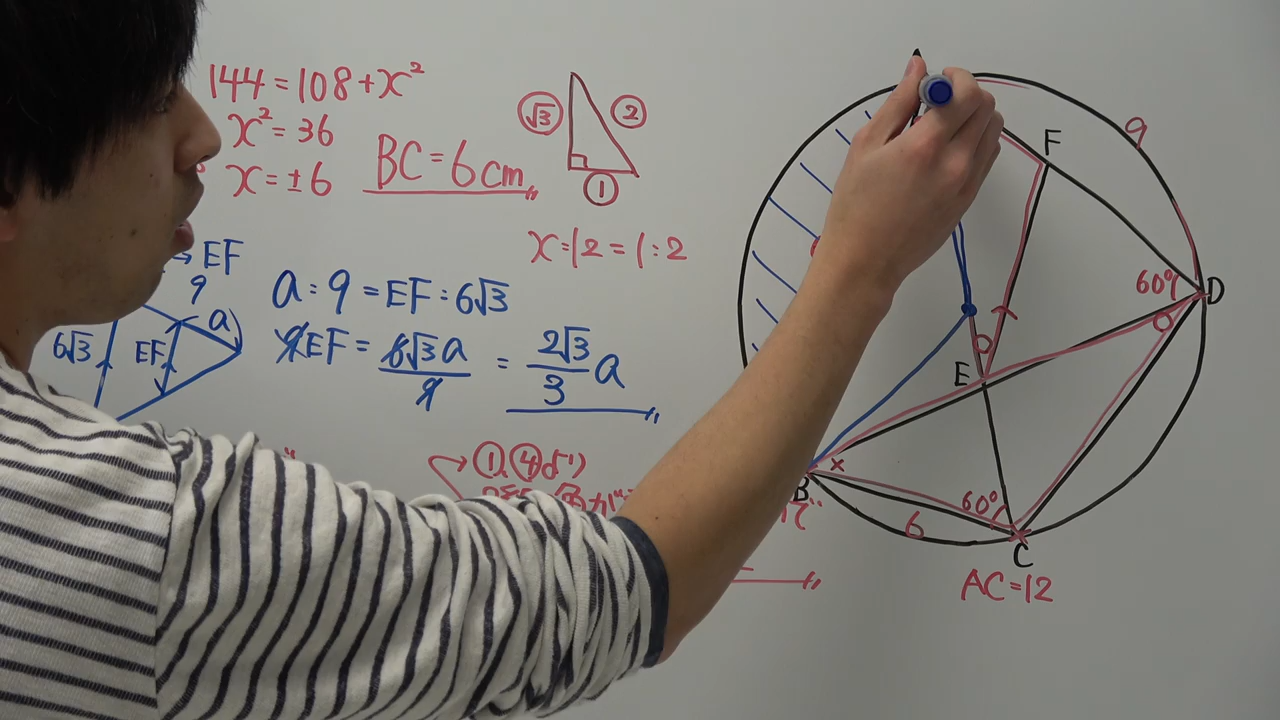 144=108+x²
x²=36
x=±6
BC=6cm
√3
2
1
x:12=1:2
EF
9
6√3
EF
a
a:9=EF:6√3
9EF=6√3a/9=2√3/3a
①,④より
F
9
60°
D
E
B
×
60°
6
C
AC=12